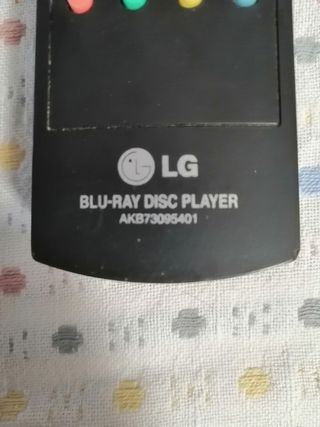 LG
BLU-RAY DISC PLAYER
AKB73095401